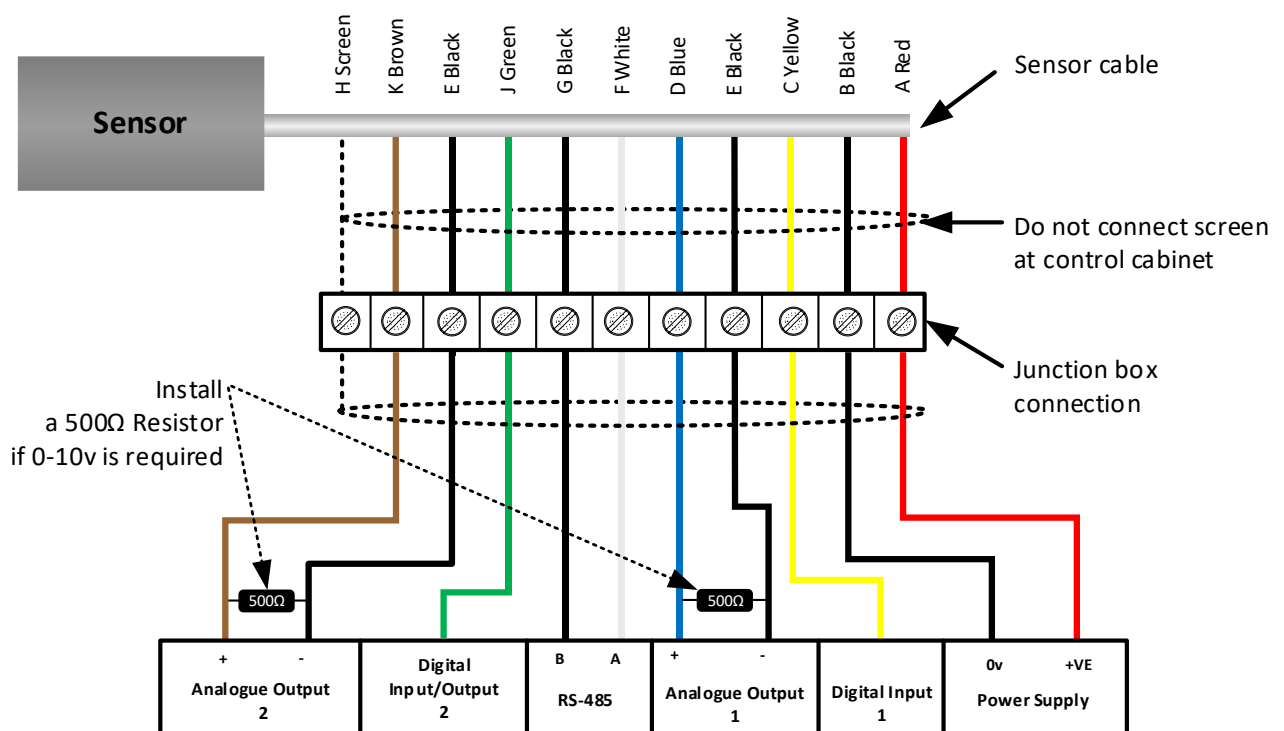 H Screen
K Brown
E Black
J Green
G Black
F White
D Blue
E Black
C Yellow
B Black
A Red
Sensor cable
Sensor
Do not connect screen
at control cabinet
Junction box
connection
Install
a 500Ω Resistor
if 0-10v is required
500Ω
500Ω
+
-
Analogue Output
2
Digital
Input/Output
2
B
A
RS-485
+
-
Analogue Output
1
Digital Input
1
0v
+VE
Power Supply